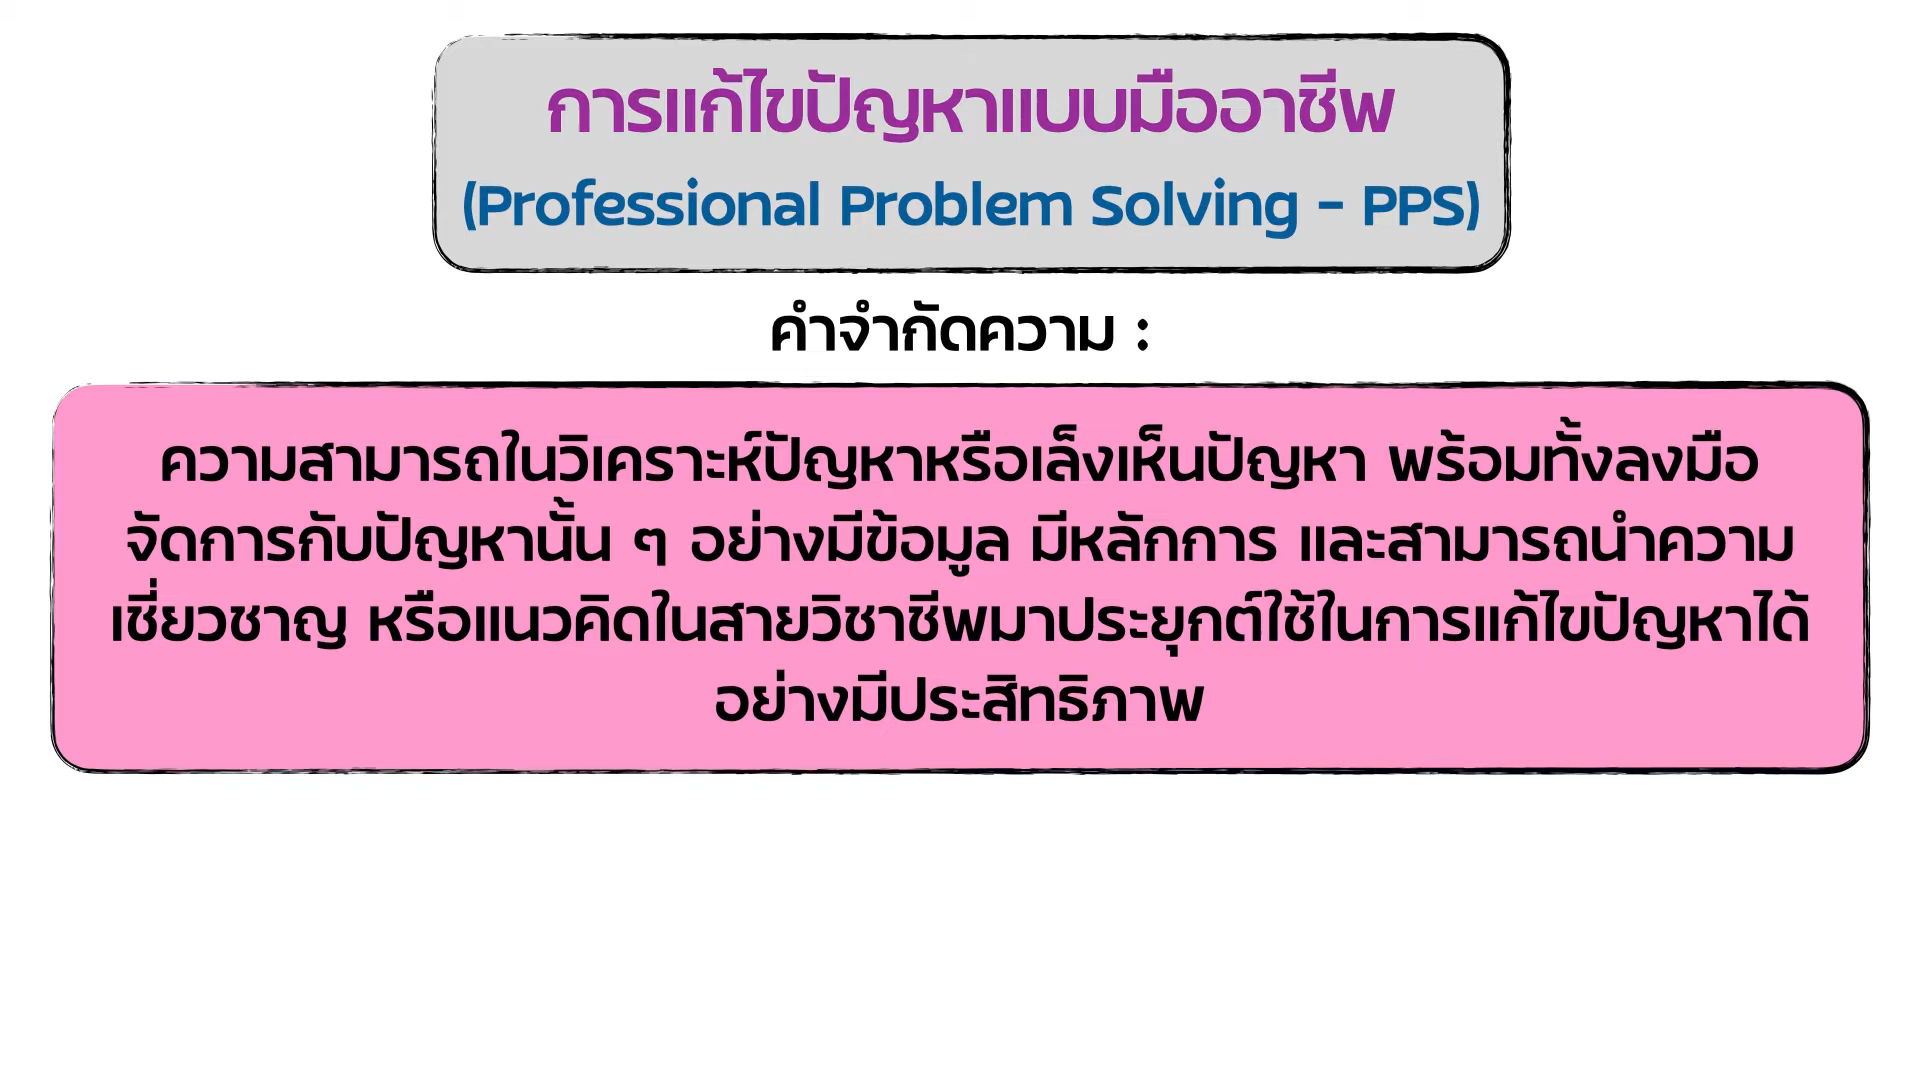 การแก้ไขปัญหาแบบมืออาชีพ
(Professional Problem Solving - PPS)
คำจำกัดความ :
ความสามารถในวิเคราะห์ปัญหาหรือเล็งเห็นปัญหา พร้อมทั้งลงมือ
จัดการกับปัญหานั้น ๆ อย่างมีข้อมูล มีหลักการ และสามารถนำความ
เชี่ยวชาญ หรือแนวคิดในสายวิชาชีพมาประยุกต์ใช้ในการแก้ไขปัญหาได้
อย่างมีประสิทธิภาพ